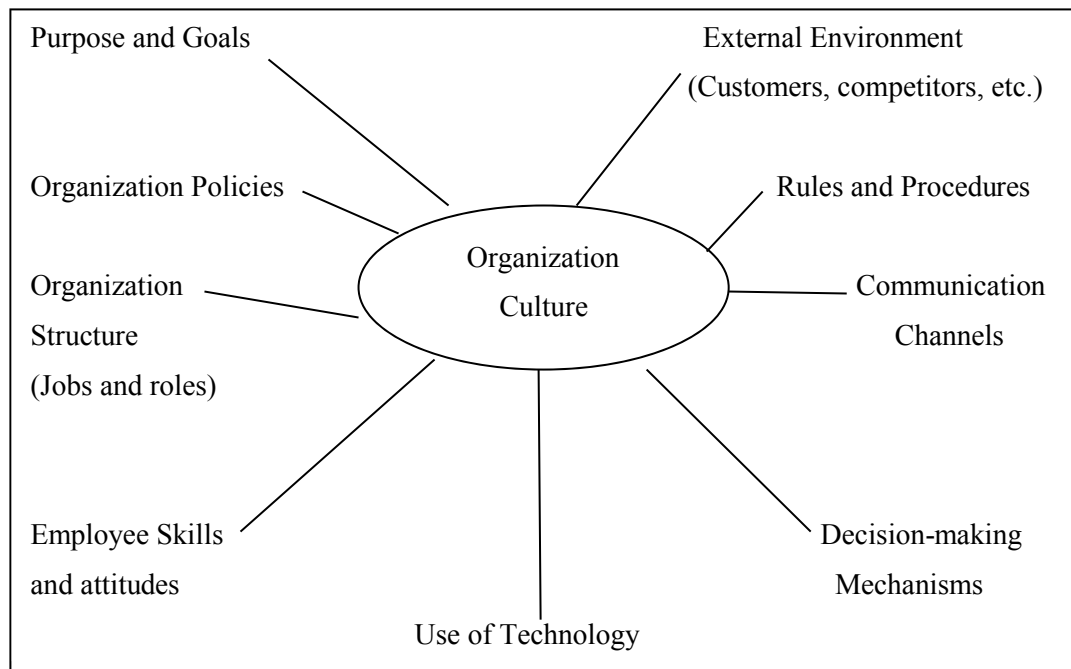 Purpose and Goals
External Environment
(Customers, competitors, etc.)
Organization Policies
Rules and Procedures
Organization
Culture
Organization
Structure
(Jobs and roles)
Communication
Channels
Employee Skills
and attitudes
Decision-making
Mechanisms
Use of Technology